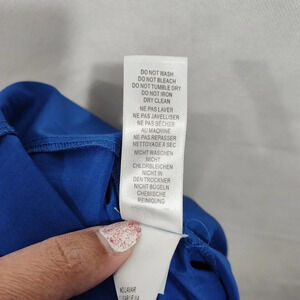 DO NOT WASH
DO NOT BLEACH
DO NOT TUMBLE DRY
DO NOT IRON
DRY CLEAN
NE PAS LAVER
NE PAS JAVELLISER
NE PAS SÉCHER
AU MACHINE
NE PAS REPASSER
NETTOYAGE A SEC
NICHT WASCHEN
NICHT
CHLORBLEICHEN
NICHT IN
DEN TROCKNER
NICHT BÜGELN
CHEMISCHE
REINIGUNG
NO LAVAR